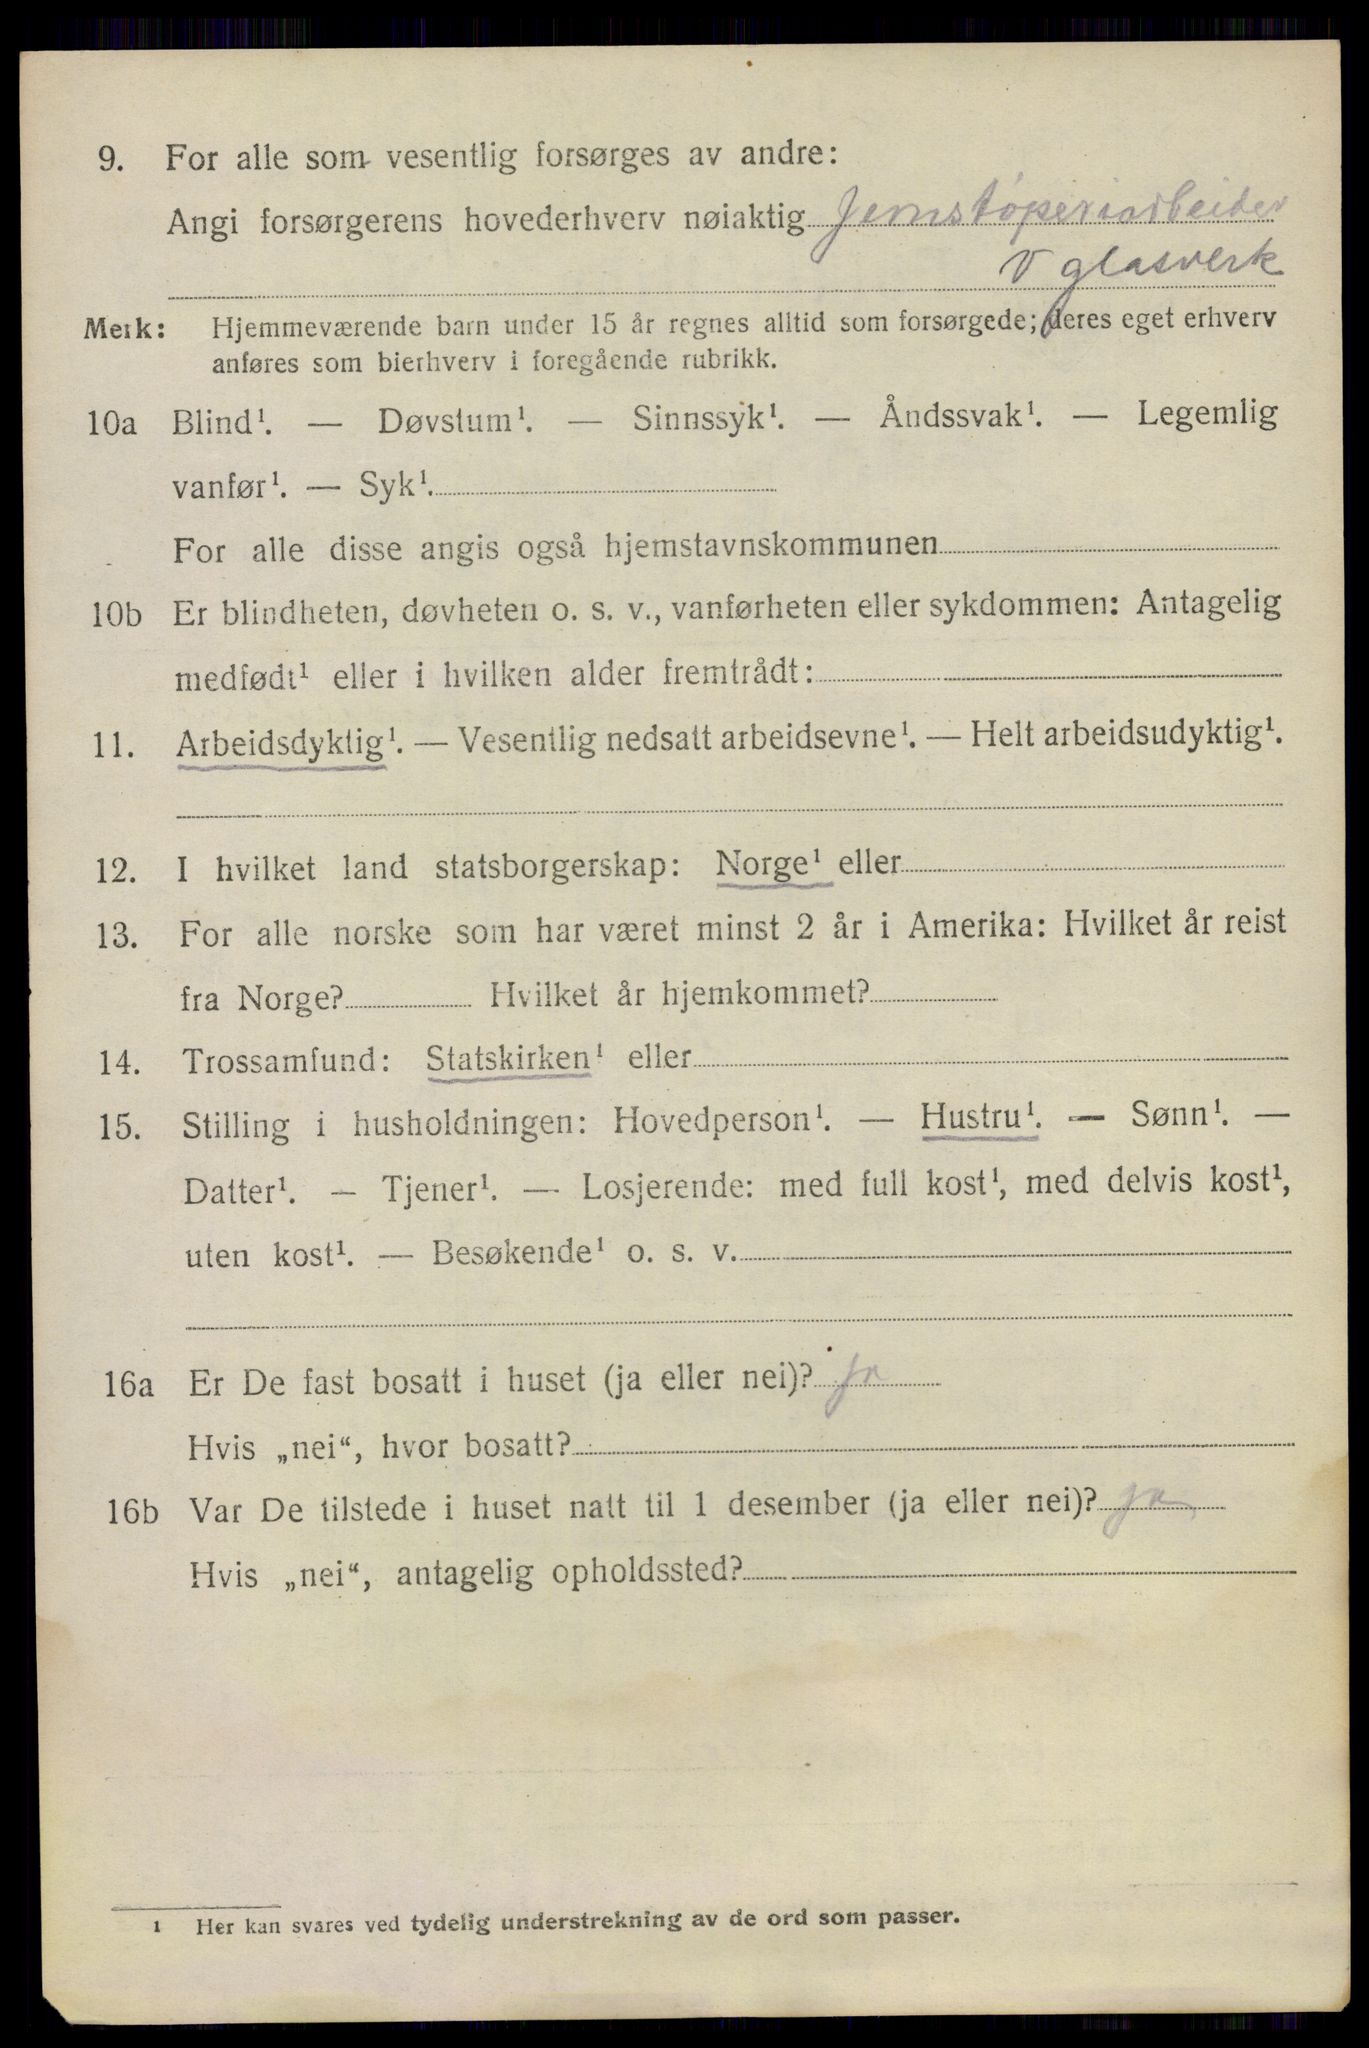 9. For alle som vesentlig forsørges av andre:
Angi forsørgerens hovederhverv nøiaktig Jernstøperiarbeider
v glasverk
Merk: Hjemmeværende barn under 15 år regnes alltid som forsørgede; deres eget erhverv
anføres som bierhverv i foregående rubrikk.
10a Blind¹. — Døvstum¹. — Sinnssyk¹. — Åndssvak¹. — Legemlig
vanfør¹. — Syk¹.
For alle disse angis også hjemstavnskommunen
10b Er blindheten, døvheten o. s. v., vanførheten eller sykdommen: Antagelig
medfødt¹ eller i hvilken alder fremtrådt:
11. Arbeidsdyktig¹. — Vesentlig nedsatt arbeidsevne¹. — Helt arbeidsudyktig¹.
12. I hvilket land statsborgerskap: Norge¹ eller
13. For alle norske som har været minst 2 år i Amerika: Hvilket år reist
fra Norge? Hvilket år hjemkommet?
14. Trossamfund: Statskirken¹ eller
15. Stilling i husholdningen: Hovedperson¹. — Hustru¹. — Sønn¹. —
Datter¹. — Tjener¹. — Losjerende: med full kost¹, med delvis kost¹,
uten kost¹. — Besøkende¹ o. s. v.
16a Er De fast bosatt i huset (ja eller nei)? ja
Hvis „nei“, hvor bosatt?
16b Var De tilstede i huset natt til 1 desember (ja eller nei)? ja
Hvis „nei“, antagelig opholdssted?
1 Her kan svares ved tydelig understrekning av de ord som passer.